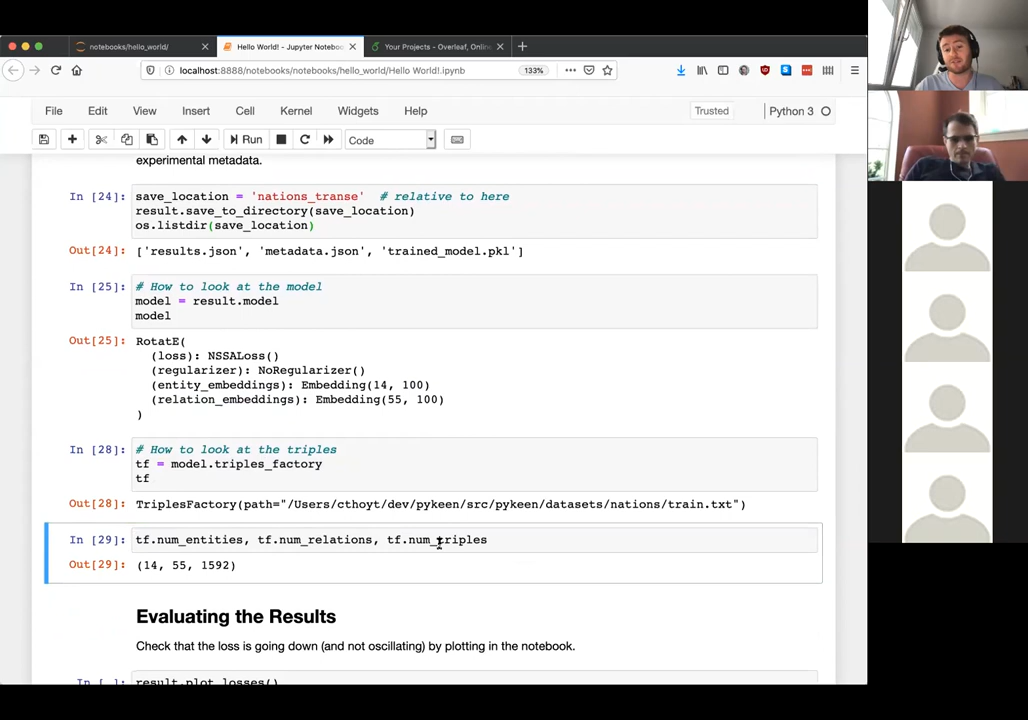 notebooks/hello_world/
Hello World! - Jupyter Noteboo
Your Projects - Overleaf, Onlin
localhost:8888/notebooks/notebooks/hello_world/Hello World!.ipynb
133%
File Edit View Insert Cell Kernel Widgets Help
Trusted
Python 3
Run
Code
experimental metadata.
In [24]: save_location = 'nations_transe'  # relative to here
result.save_to_directory(save_location)
os.listdir(save_location)
Out[24]: ['results.json', 'metadata.json', 'trained_model.pkl']
In [25]: # How to look at the model
model = result.model
model
Out[25]: RotatE(
(loss): NSSALoss()
(regularizer): NoRegularizer()
(entity_embeddings): Embedding(14, 100)
(relation_embeddings): Embedding(55, 100)
)
In [28]: # How to look at the triples
tf = model.triples_factory
tf
Out[28]: TriplesFactory(path="/Users/cthoyt/dev/pykeen/src/pykeen/datasets/nations/train.txt")
In [29]: tf.num_entities, tf.num_relations, tf.num_triples
Out[29]: (14, 55, 1592)
Evaluating the Results
Check that the loss is going down (and not oscillating) by plotting in the notebook.
In [ ]: result.plot_losses()